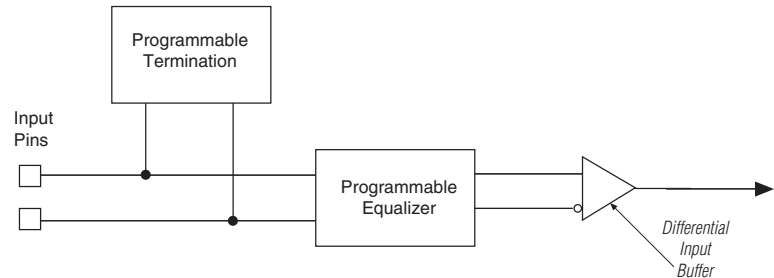 Programmable
Termination
Input
Pins
Programmable
Equalizer
Differential
Input
Buffer